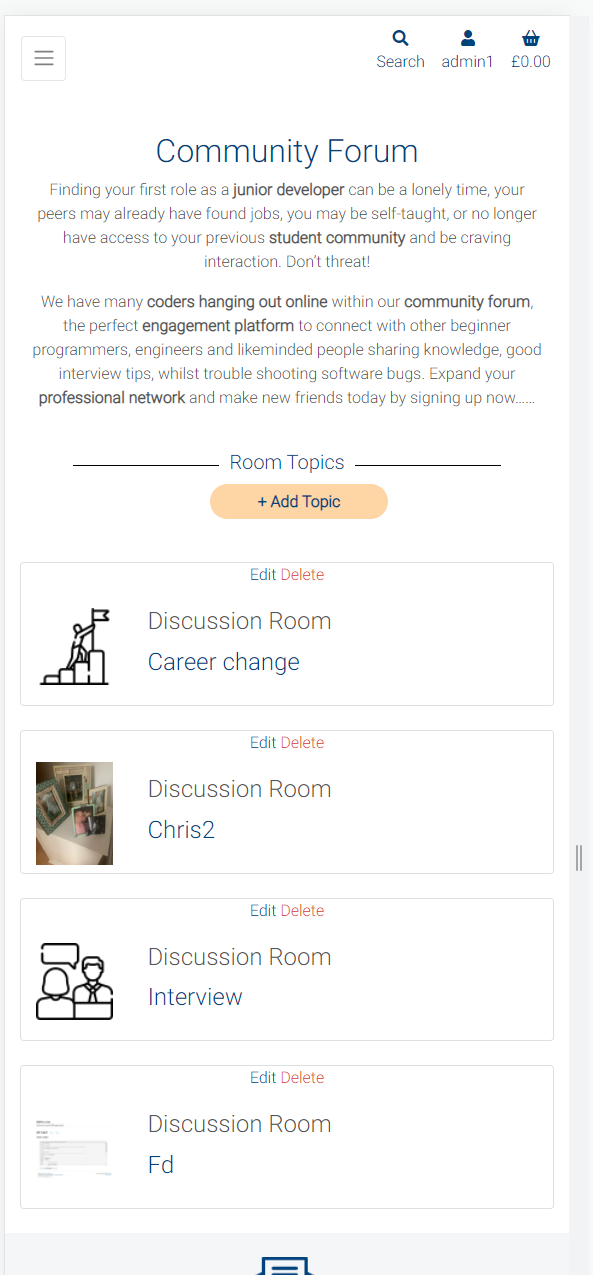 Search admin1 £0.00
Community Forum
Finding your first role as a junior developer can be a lonely time, your
peers may already have found jobs, you may be self-taught, or no longer
have access to your previous student community and be craving
interaction. Don't threat!
We have many coders hanging out online within our community forum,
the perfect engagement platform to connect with other beginner
programmers, engineers and likeminded people sharing knowledge, good
interview tips, whilst trouble shooting software bugs. Expand your
professional network and make new friends today by signing up now......
Room Topics
+ Add Topic
Edit Delete
Discussion Room
Career change
Edit Delete
Discussion Room
Chris2
Edit Delete
Discussion Room
Interview
Edit Delete
Discussion Room
Fd